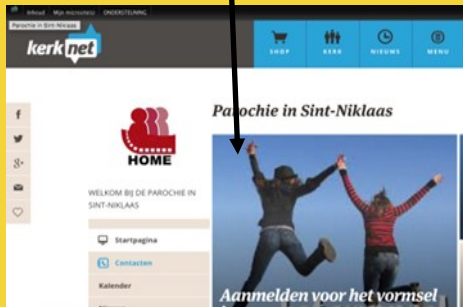 Inhoud Mijn microsite(s) ONDERSTEUNING
Parochie in Sint-Niklaas
kerknet
SHOP KERK NIEUWS MENU
Parochie in Sint-Niklaas
HOME
WELKOM BIJ DE PAROCHIE IN
SINT-NIKLAAS
Startpagina
Contacten
Kalender
Aanmelden voor het vormsel